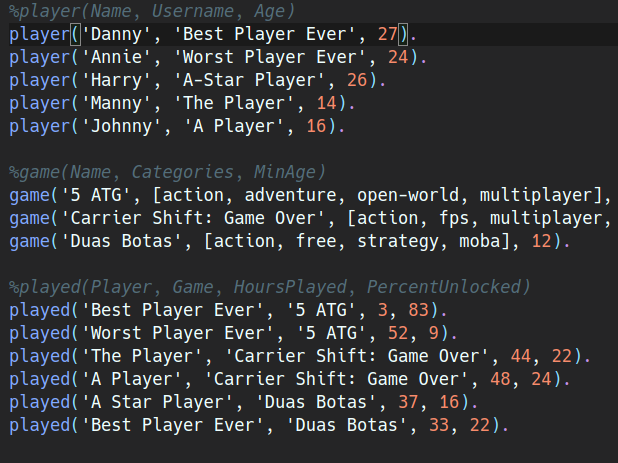 %player(Name, Username, Age)
player('Danny', 'Best Player Ever', 27).
player('Annie', 'Worst Player Ever', 24).
player('Harry', 'A-Star Player', 26).
player('Manny', 'The Player', 14).
player('Johnny', 'A Player', 16).
%game(Name, Categories, MinAge)
game('5 ATG', [action, adventure, open-world, multiplayer],
game('Carrier Shift: Game Over', [action, fps, multiplayer,
game('Duas Botas', [action, free, strategy, moba], 12).
%played(Player, Game, HoursPlayed, PercentUnlocked)
played('Best Player Ever', '5 ATG', 3, 83).
played('Worst Player Ever', '5 ATG', 52, 9).
played('The Player', 'Carrier Shift: Game Over', 44, 22).
played('A Player', 'Carrier Shift: Game Over', 48, 24).
played('A Star Player', 'Duas Botas', 37, 16).
played('Best Player Ever', 'Duas Botas', 33, 22).